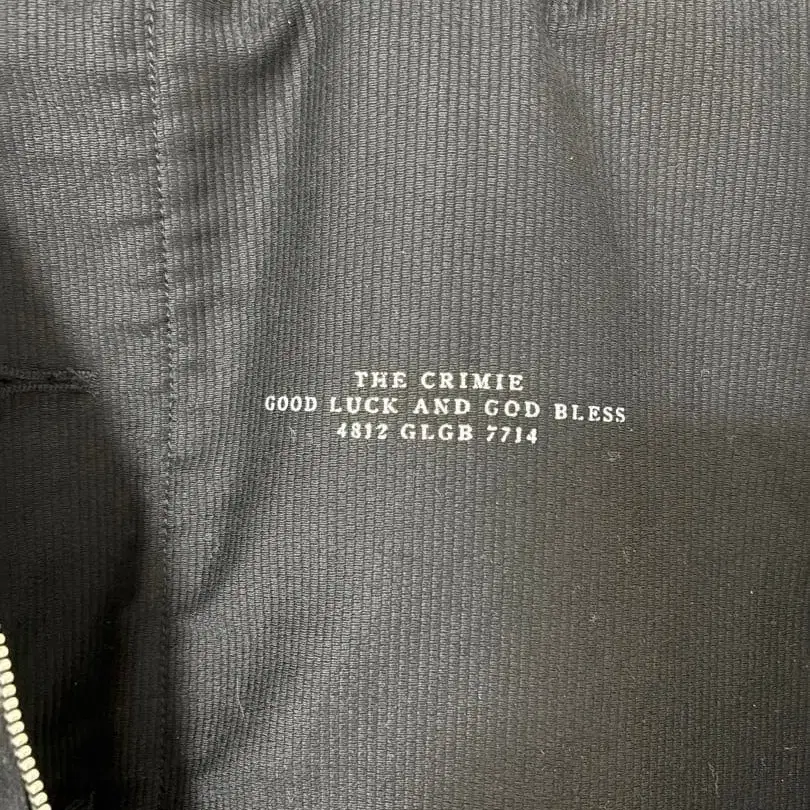 THE CRIMIE
GOOD LUCK AND GOD BLESS
4812 GLGB 7714